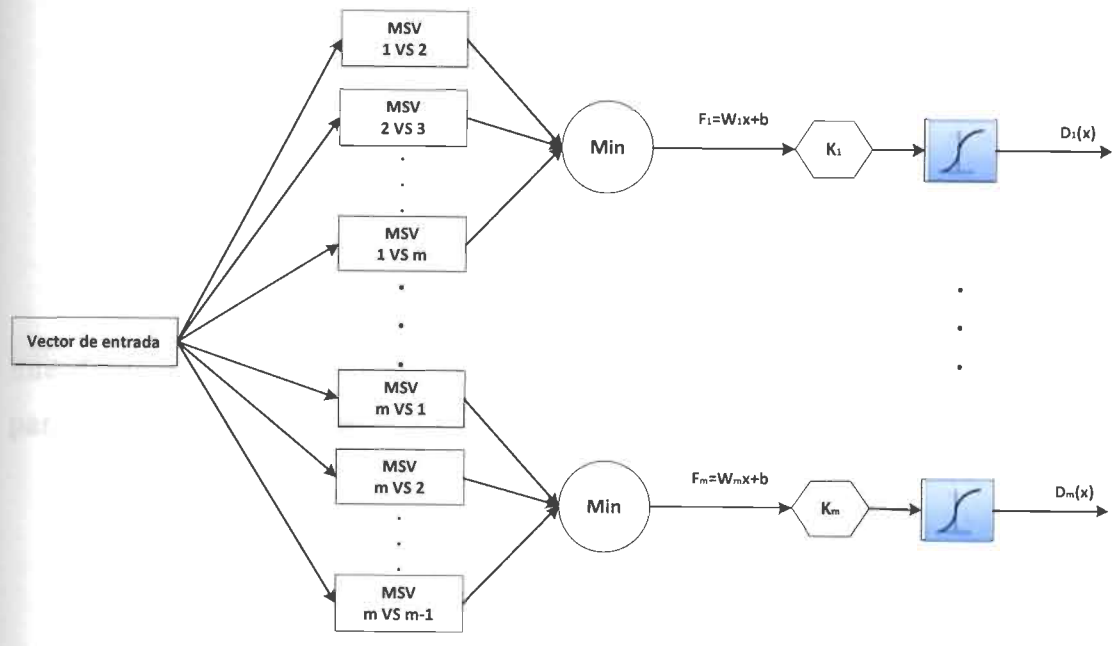 MSV
1 VS 2
MSV
2 VS 3
MSV
1 VS m
Vector de entrada
MSV
m VS 1
MSV
m VS 2
MSV
m VS m-1
Min
F₁=W₁x+b
K₁
D₁(x)
Min
Fₘ=Wₘx+b
Kₘ
Dₘ(x)
par